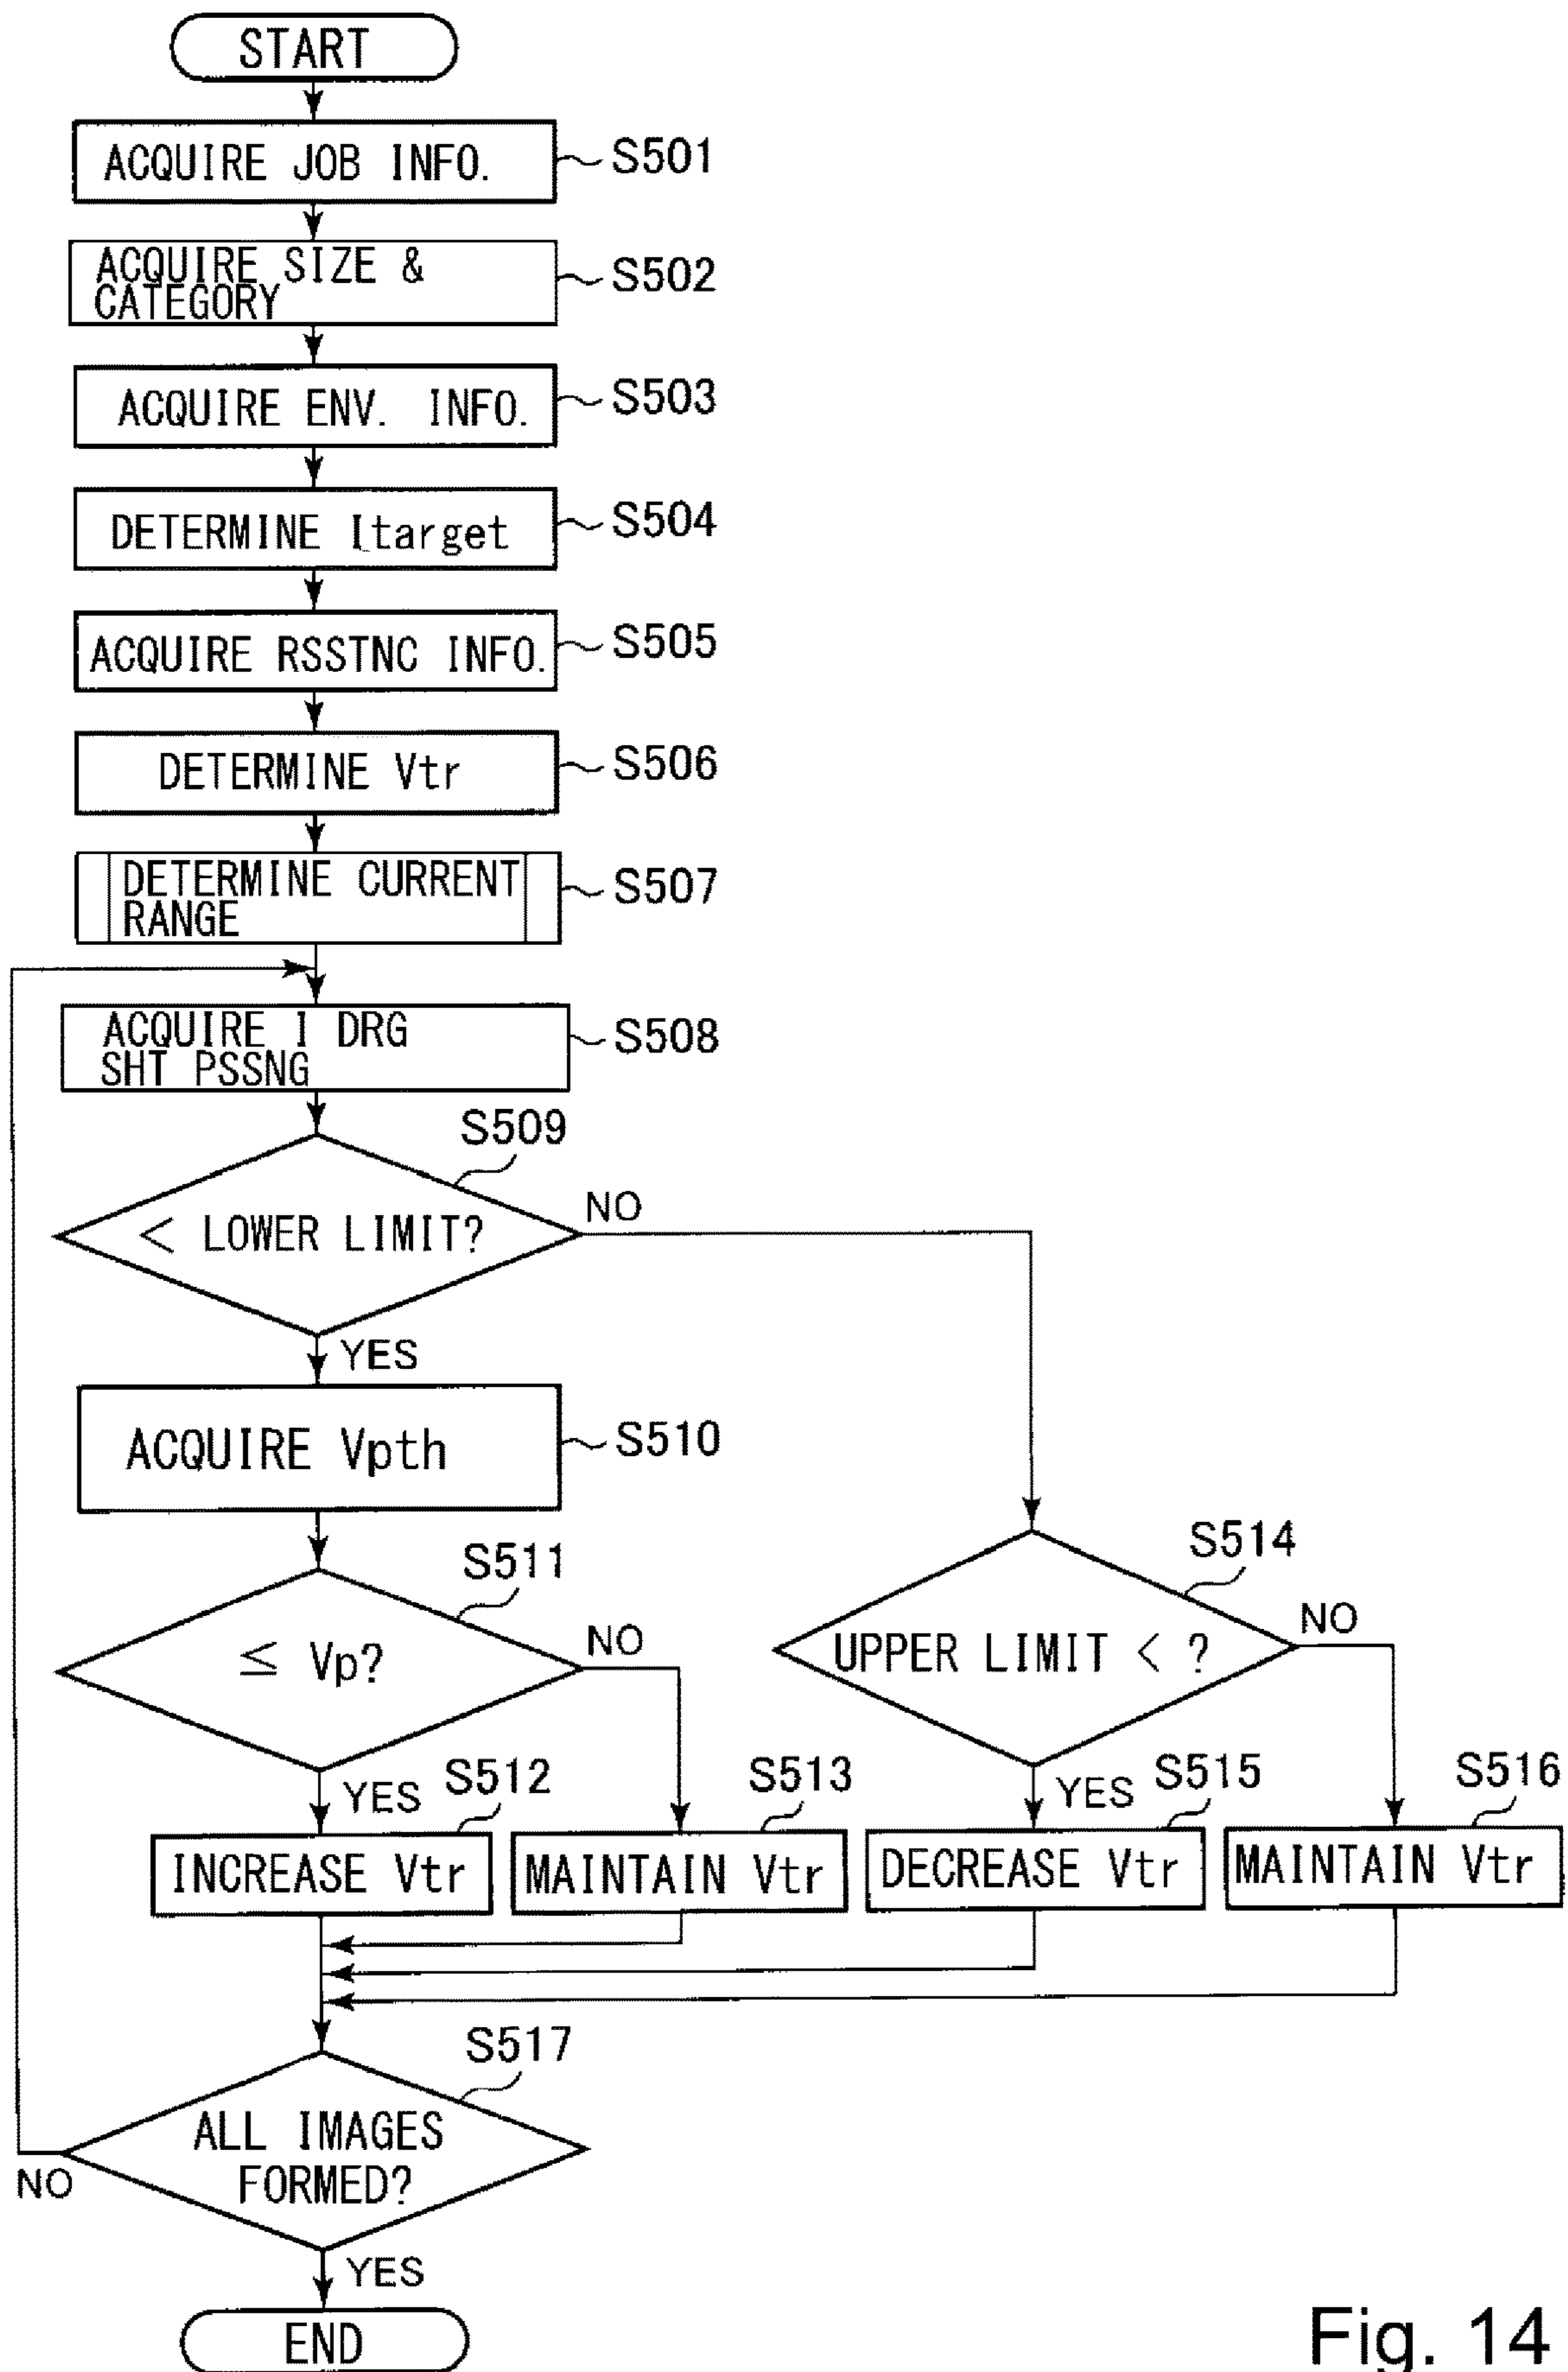 START
ACQUIRE JOB INFO.
S501
ACQUIRE SIZE &
CATEGORY
S502
ACQUIRE ENV. INFO.
S503
DETERMINE Itarget
S504
ACQUIRE RSSTNC INFO.
S505
DETERMINE Vtr
S506
DETERMINE CURRENT
RANGE
S507
ACQUIRE I DRG
SHT PSSNG
S508
S509
< LOWER LIMIT?
NO
YES
ACQUIRE Vpth
S510
S511
≤ Vp?
NO
YES
S514
UPPER LIMIT < ?
NO
YES
S512
INCREASE Vtr
S513
MAINTAIN Vtr
S515
DECREASE Vtr
S516
MAINTAIN Vtr
S517
ALL IMAGES
FORMED?
NO
YES
END
Fig. 14